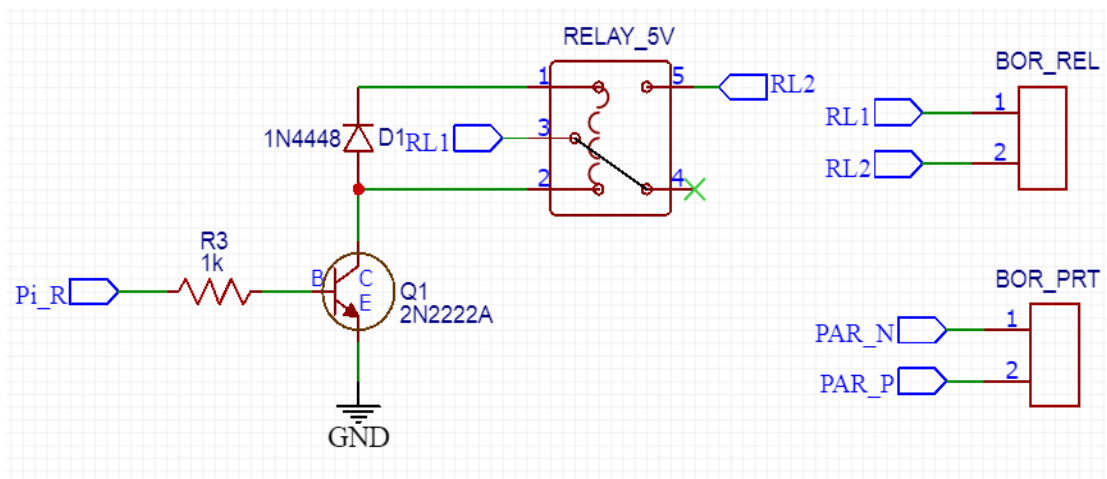 RELAY_5V
1
5
RL2
1N4448
D1
RL1
3
2
4
R3
1k
Pi_R
B
C
E
Q1
2N2222A
GND
BOR_REL
RL1
1
RL2
2
BOR_PRT
PAR_N
1
PAR_P
2